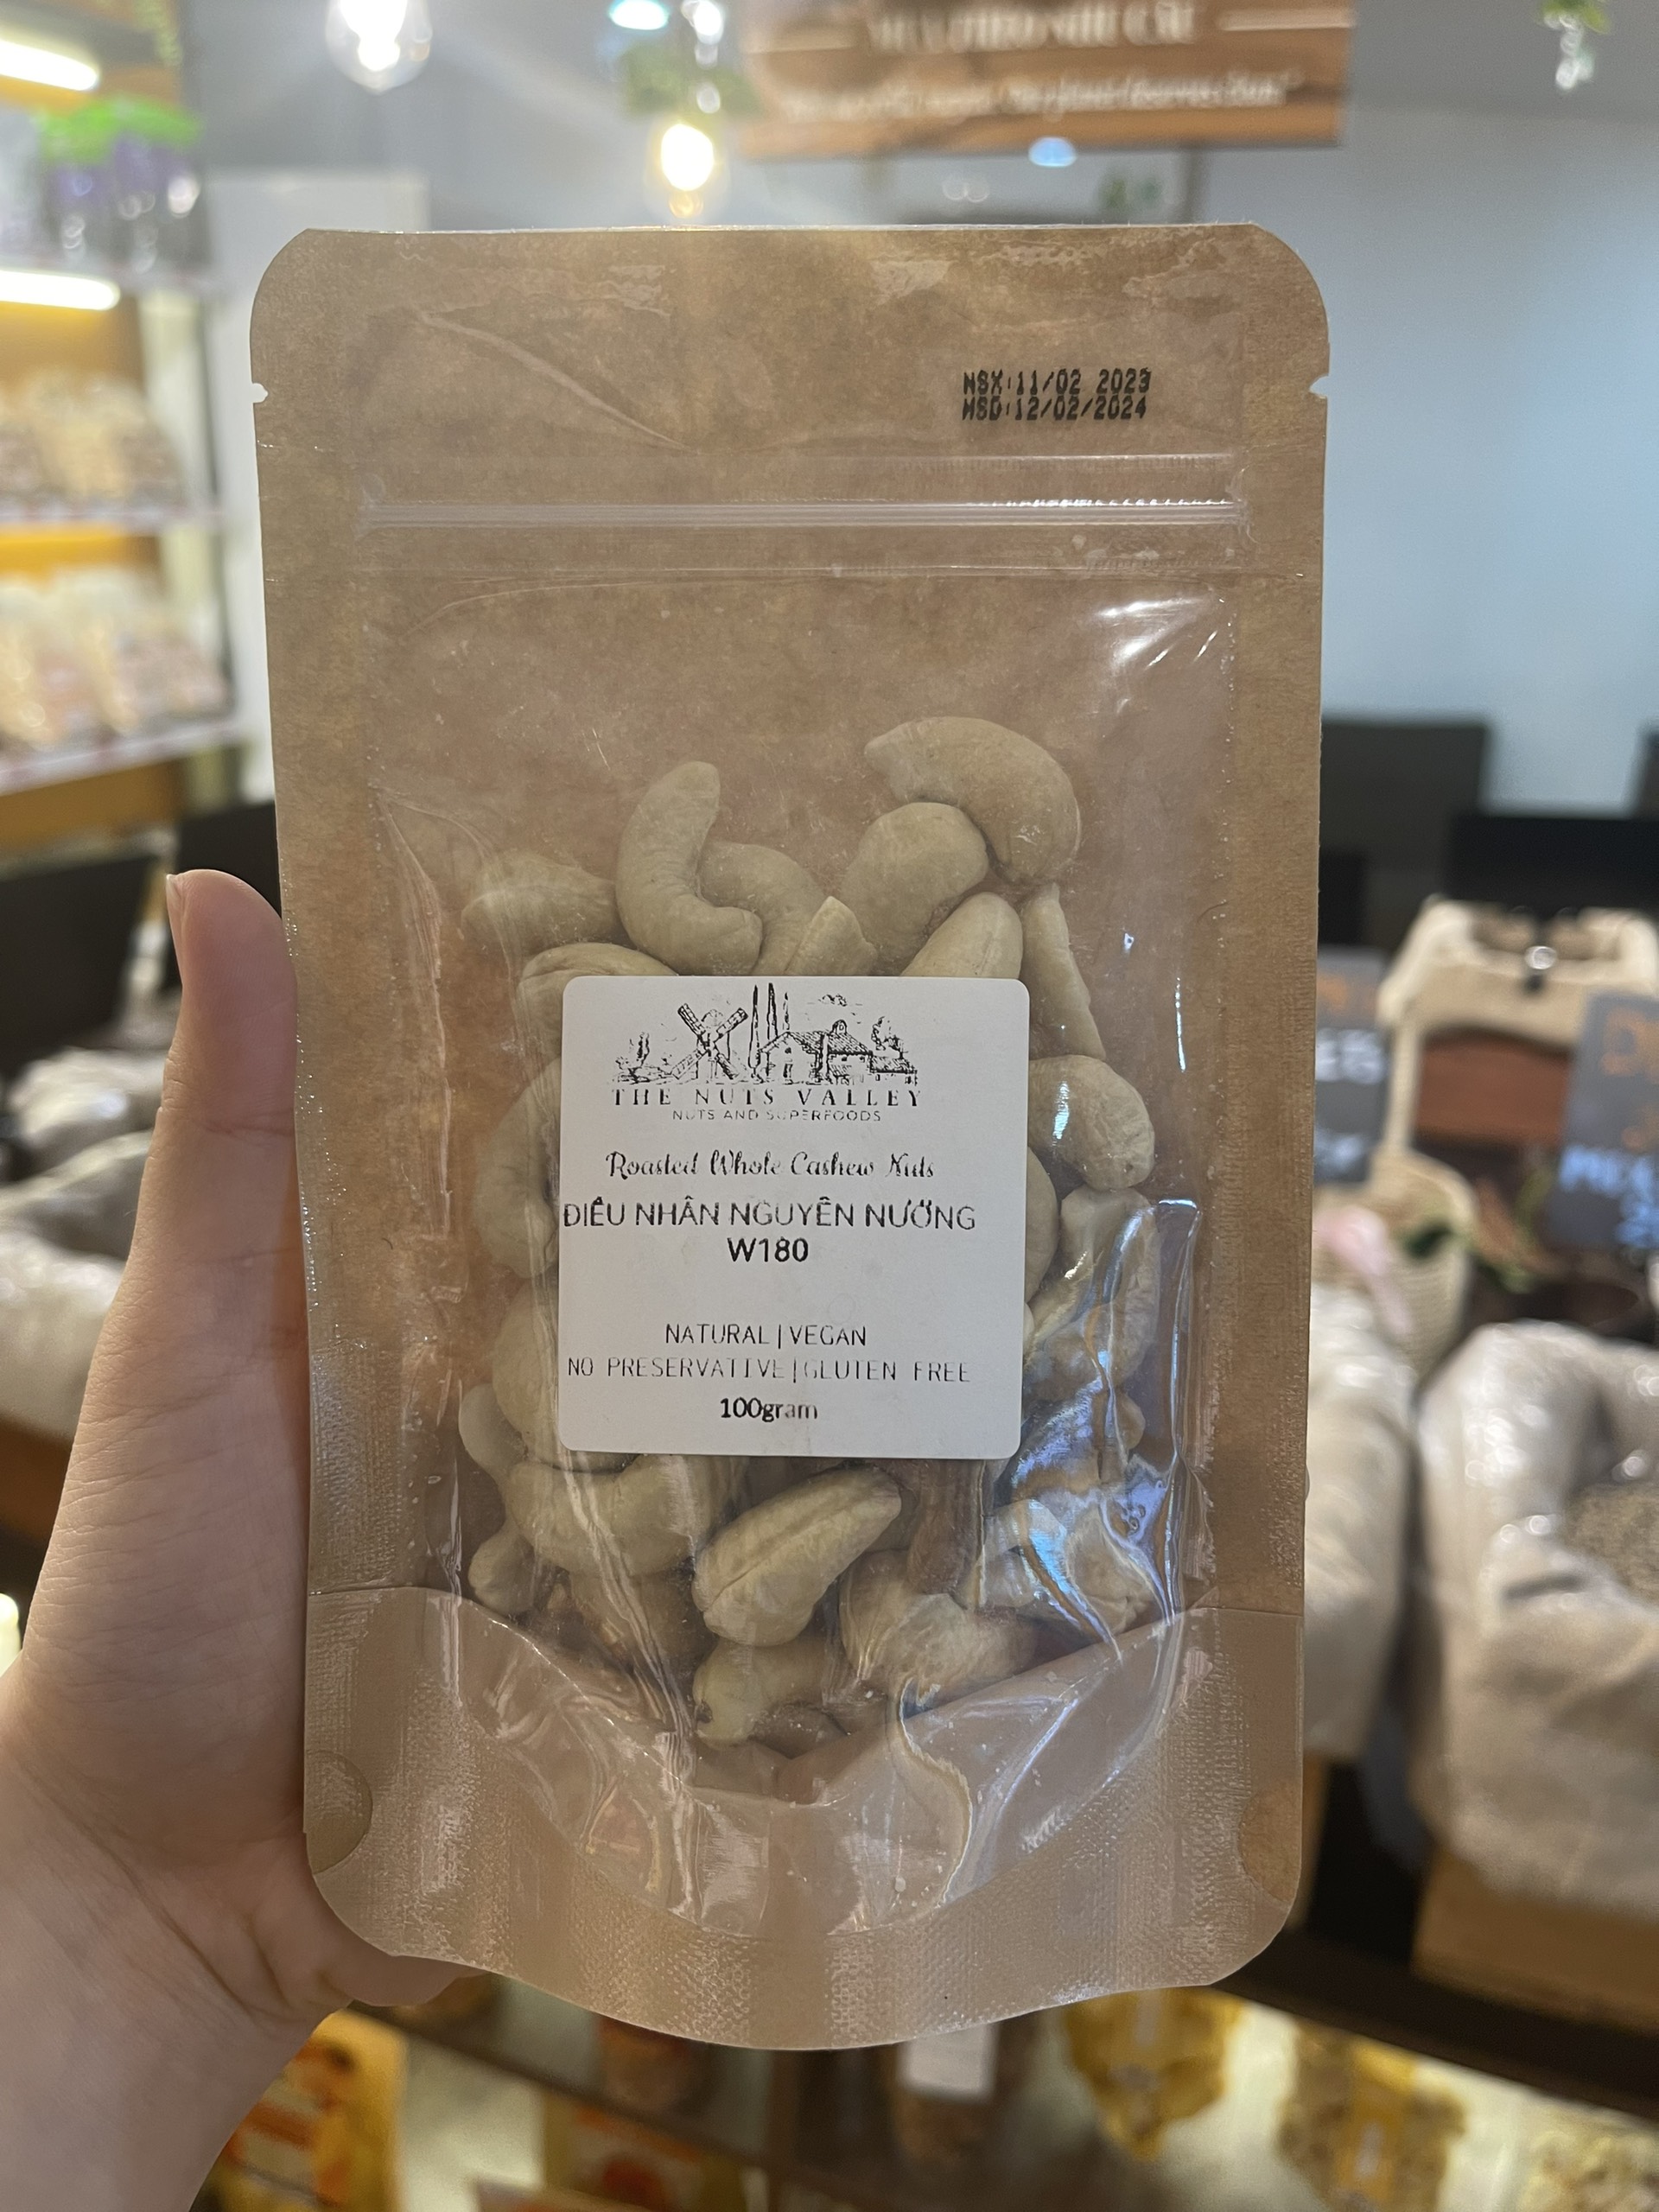 NSX:11/02 2023
HSD:12/02/2024
THE NUTS VALLEY
NUTS AND SUPERFOODS
Roasted Whole Cashew Nuts
ĐIỀU NHÂN NGUYÊN NƯỚNG
W180
NATURAL | VEGAN
NO PRESERVATIVE | GLUTEN FREE
100gram